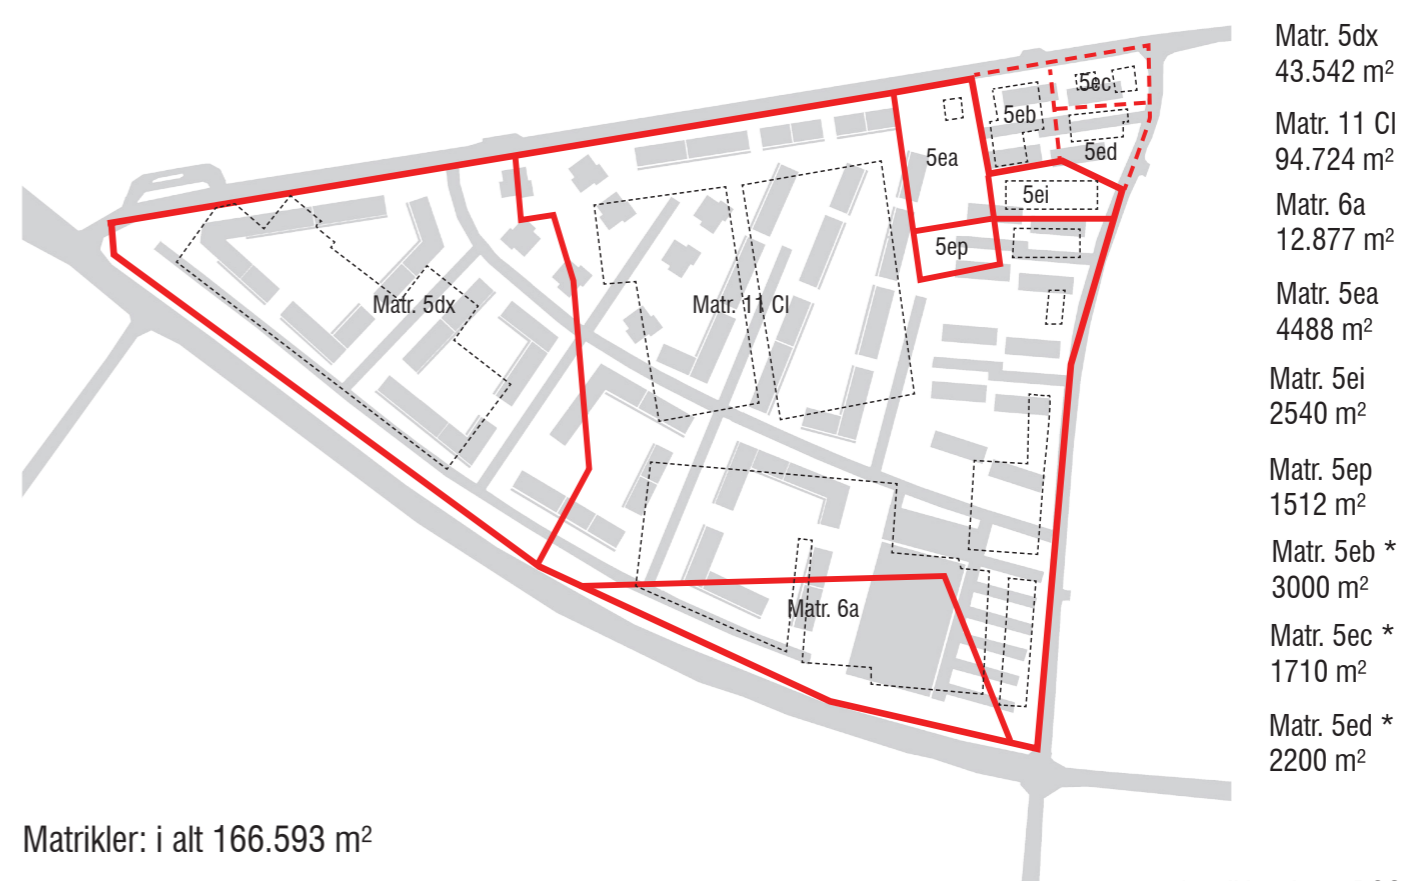 Matr. 5dx
43.542 m²
Matr. 11 Cl
94.724 m²
Matr. 6a
12.877 m²
Matr. 5ea
4488 m²
Matr. 5ei
2540 m²
Matr. 5ep
1512 m²
Matr. 5eb *
3000 m²
Matr. 5ec *
1710 m²
Matr. 5ed *
2200 m²
5ec
5eb
5ed
5ea
5ei
5ep
Matr. 5dx
Matr. 11 Cl
Matr. 6a
Matrikler: i alt 166.593 m²